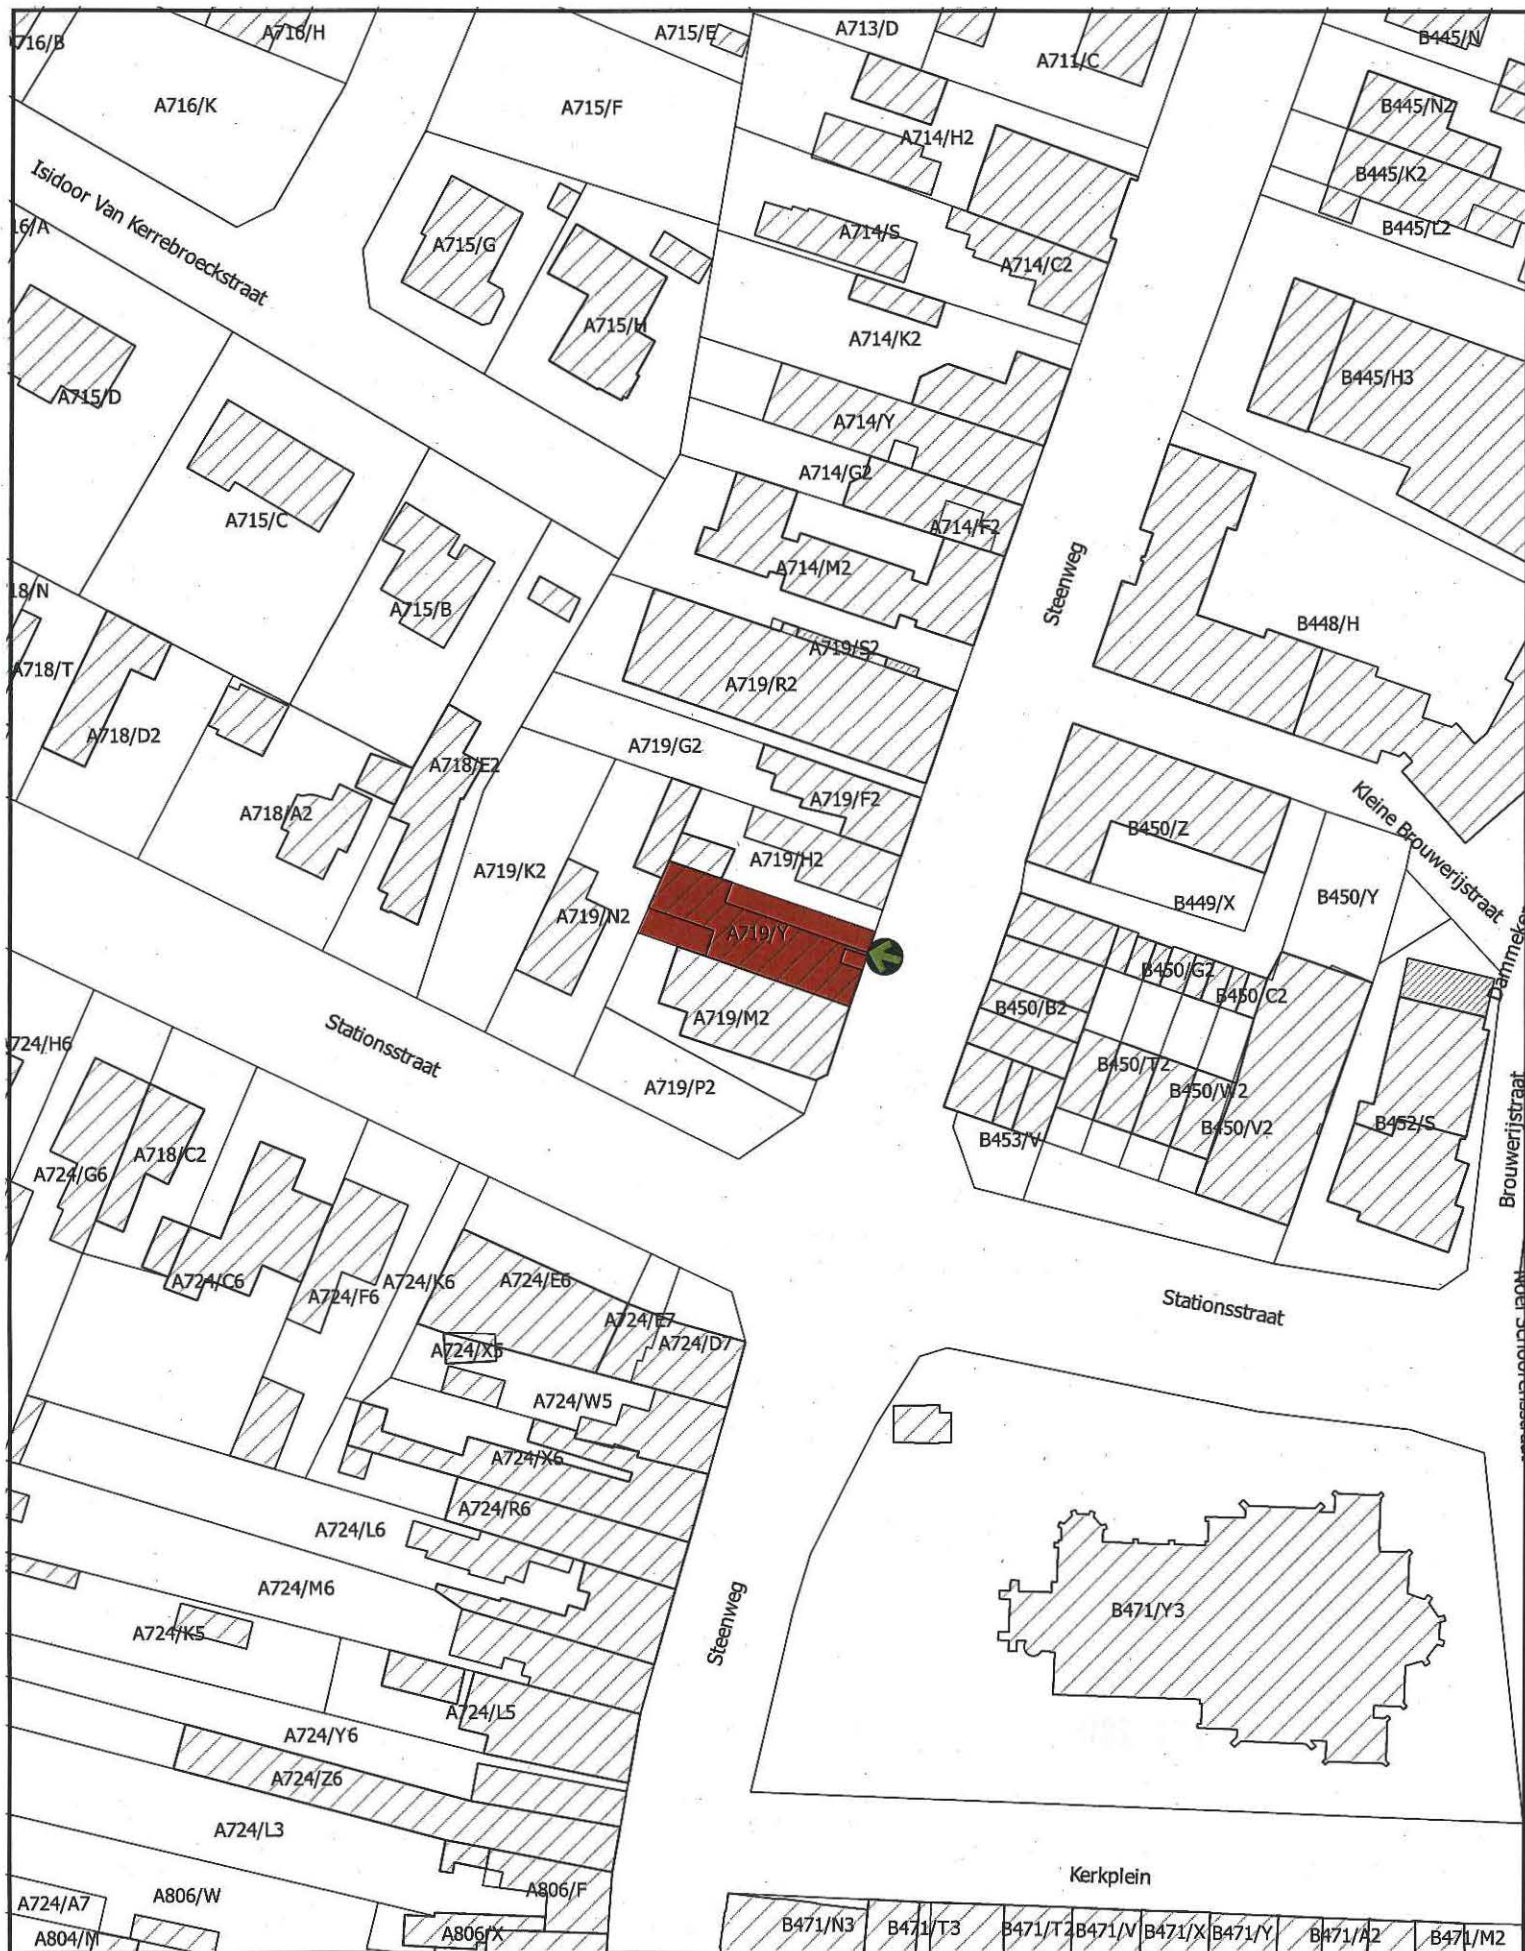 A716/H
A715/E
A713/D
A711/C
B445/N
716/B
A716/K
A715/F
A714/H2
B445/N2
B445/K2
Isidoor Van Kerrebroeckstraat
16/A
A715/G
A714/S
A714/C2
B445/L2
A715/H
A714/K2
B445/H3
A715/D
A714/Y
A714/G2
A715/C
A714/F2
A714/M2
Steenweg
18/N
A715/B
B448/H
A718/T
A719/S2
A719/R2
A718/D2
A719/G2
A718/E2
A719/F2
A718/A2
B450/Z
Kleine Brouwerijstraat
A719/K2
A719/H2
B449/X
B450/Y
A719/N2
A719/Y
B450/G2
B450/C2
B450/B2
A719/M2
Stationsstraat
724/H6
A719/P2
B450/T2
B450/W2
B450/V2
B452/S
Brouwerijstraat
B453/V
A718/C2
A724/G6
A724/C6
A724/F6
A724/K6
A724/E6
A724/E7
A724/D7
Stationsstraat
A724/X5
A724/W5
A724/X6
A724/R6
A724/L6
A724/M6
Steenweg
B471/Y3
A724/K5
A724/L5
A724/Y6
A724/Z6
A724/L3
Kerkplein
A724/A7
A806/W
A806/F
A804/M
A806/X
B471/N3
B471/T3
B471/T2
B471/V
B471/X
B471/Y
B471/A2
B471/M2